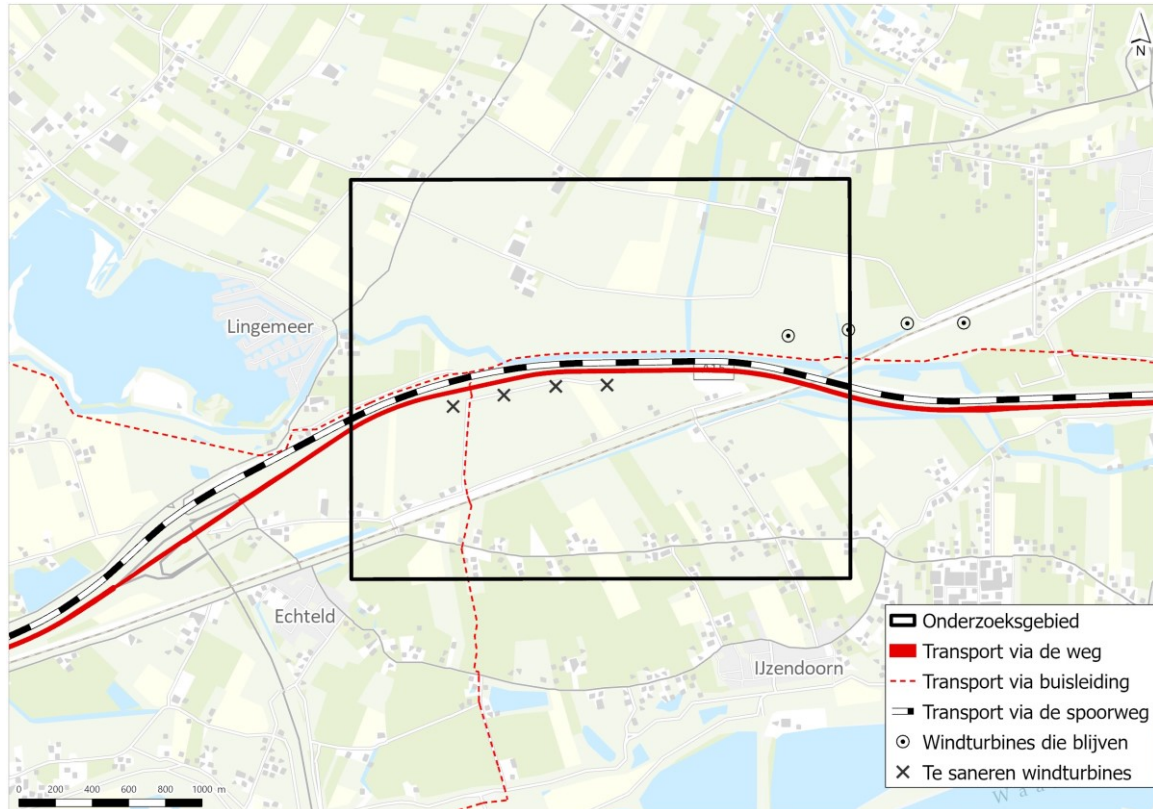 N
Lingemeer
Echteld
IJzendoorn
Onderzoeksgebied
Transport via de weg
Transport via buisleiding
Transport via de spoorweg
Windturbines die blijven
Te saneren windturbines
0 200 400 600 800 1000 m